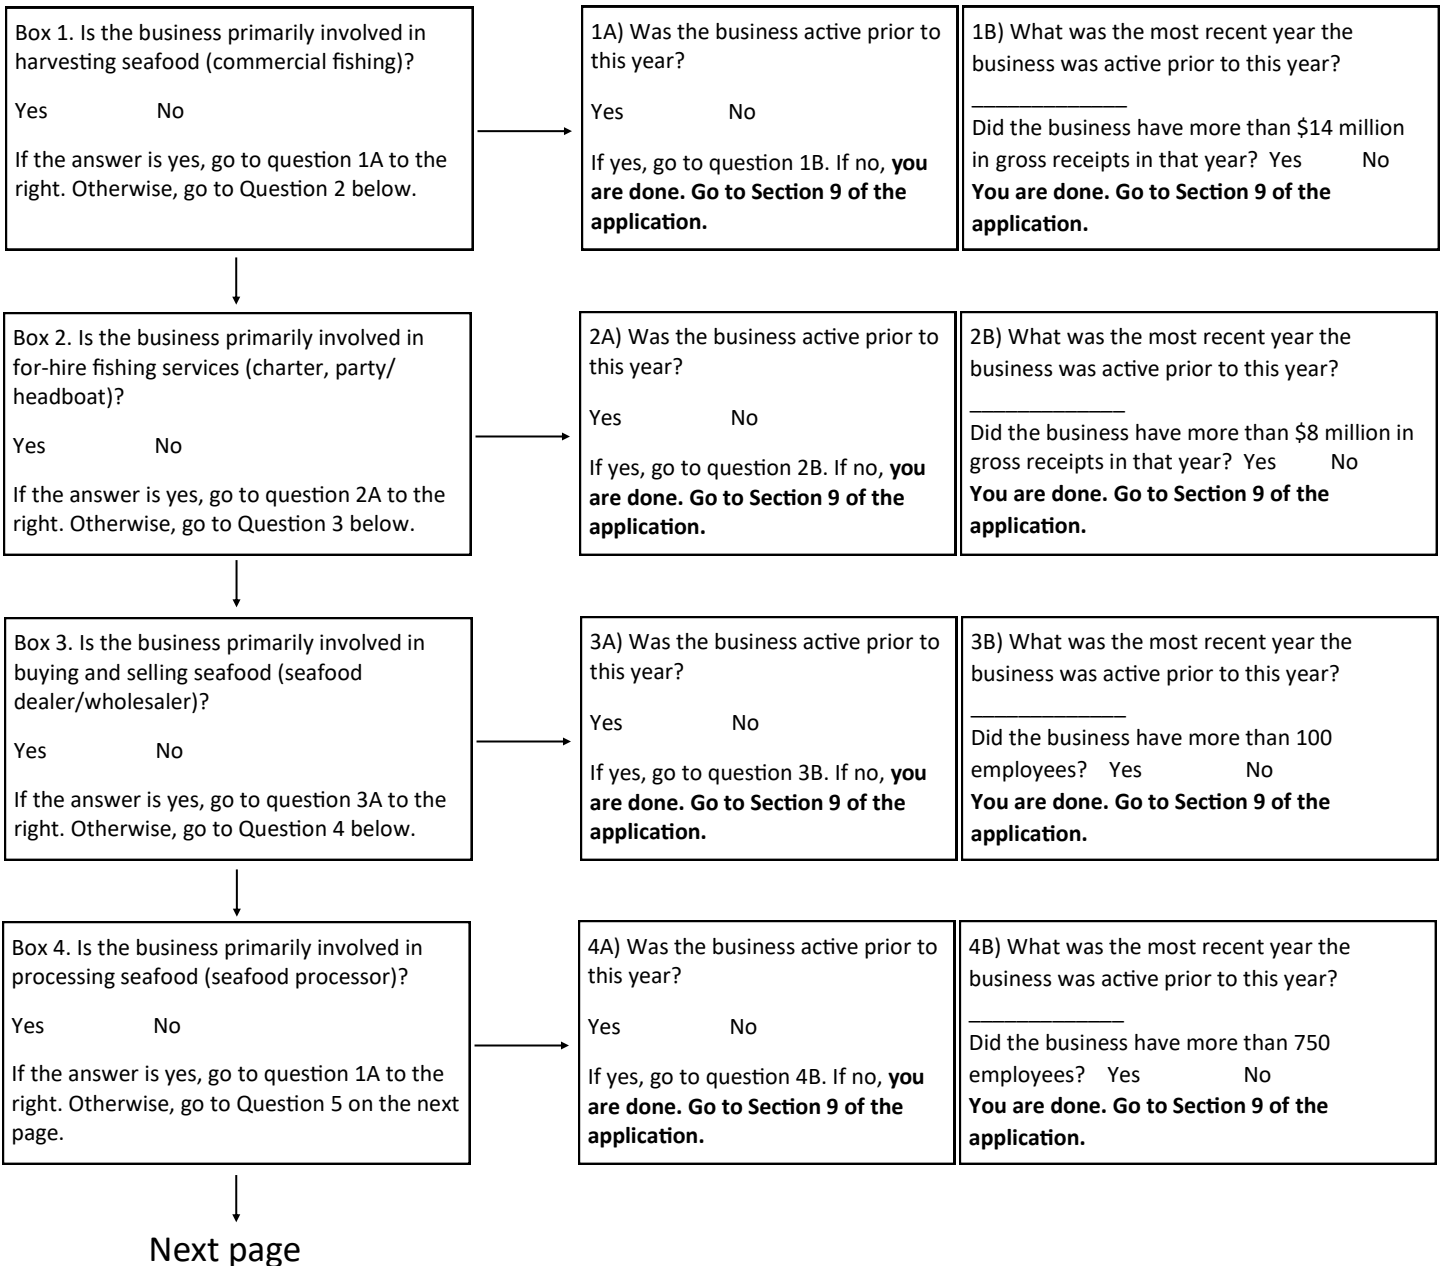 Box 1. Is the business primarily involved in
harvesting seafood (commercial fishing)?
Yes No
If the answer is yes, go to question 1A to the
right. Otherwise, go to Question 2 below.
1A) Was the business active prior to
this year?
Yes No
If yes, go to question 1B. If no, you
are done. Go to Section 9 of the
application.
1B) What was the most recent year the
business was active prior to this year?
_____________
Did the business have more than $14 million
in gross receipts in that year? Yes No
You are done. Go to Section 9 of the
application.
Box 2. Is the business primarily involved in
for-hire fishing services (charter, party/
headboat)?
Yes No
If the answer is yes, go to question 2A to the
right. Otherwise, go to Question 3 below.
2A) Was the business active prior to
this year?
Yes No
If yes, go to question 2B. If no, you
are done. Go to Section 9 of the
application.
2B) What was the most recent year the
business was active prior to this year?
_____________
Did the business have more than $8 million in
gross receipts in that year? Yes No
You are done. Go to Section 9 of the
application.
Box 3. Is the business primarily involved in
buying and selling seafood (seafood
dealer/wholesaler)?
Yes No
If the answer is yes, go to question 3A to the
right. Otherwise, go to Question 4 below.
3A) Was the business active prior to
this year?
Yes No
If yes, go to question 3B. If no, you
are done. Go to Section 9 of the
application.
3B) What was the most recent year the
business was active prior to this year?
_____________
Did the business have more than 100
employees? Yes No
You are done. Go to Section 9 of the
application.
Box 4. Is the business primarily involved in
processing seafood (seafood processor)?
Yes No
If the answer is yes, go to question 1A to the
right. Otherwise, go to Question 5 on the next
page.
4A) Was the business active prior to
this year?
Yes No
If yes, go to question 4B. If no, you
are done. Go to Section 9 of the
application.
4B) What was the most recent year the
business was active prior to this year?
_____________
Did the business have more than 750
employees? Yes No
You are done. Go to Section 9 of the
application.
Next page